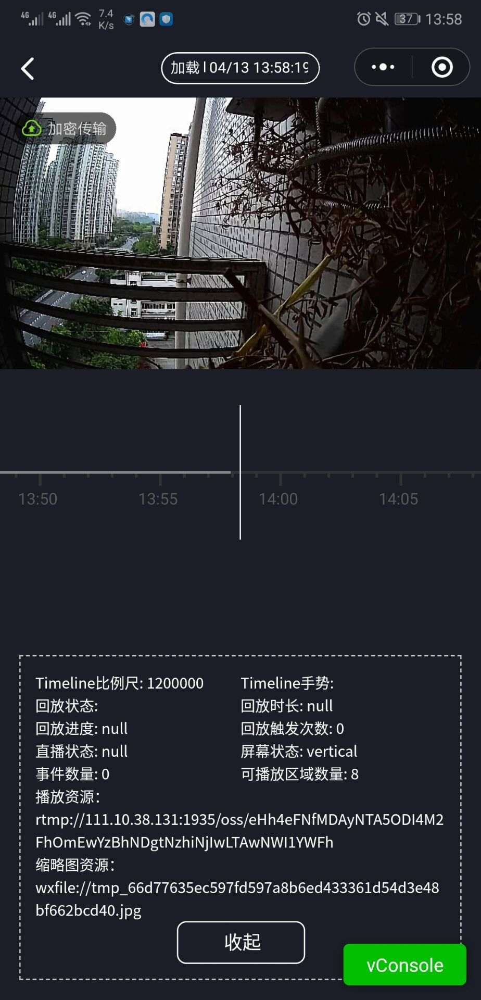 4G 4G 7.4 K/s 37 13:58
加载 | 04/13 13:58:19
加密传输
13:50 13:55 14:00 14:05
Timeline比例尺: 1200000 Timeline手势:
回放状态: 回放时长: null
回放进度: null 回放触发次数: 0
直播状态: null 屏幕状态: vertical
事件数量: 0 可播放区域数量: 8
播放资源：
rtmp://111.10.38.131:1935/oss/eHh4eFNfMDAyNTA5ODI4M2
FhOmEwYzBhNDgtNzhiNjIwLTAwNWI1YWFh
缩略图资源：
wxfile://tmp_66d77635ec597fd597a8b6ed433361d54d3e48
bf662bcd40.jpg
收起
vConsole